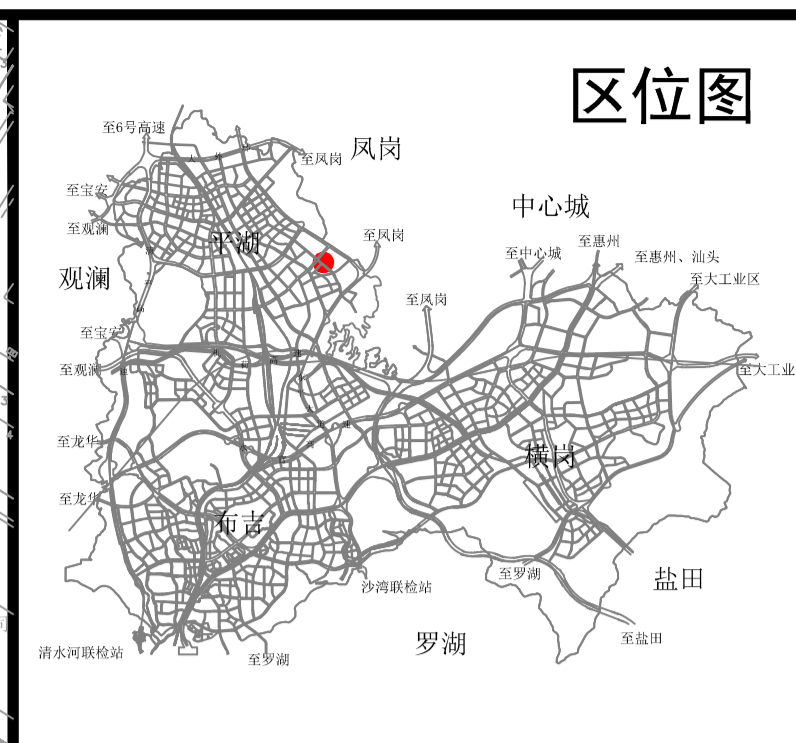 区位图
至6号高速
凤岗
至凤岗
至宝安
中心城
至观澜
平湖
至凤岗
至惠州
至中心城
至惠州、汕头
观澜
至大工业区
至凤岗
至宝安
至观澜
至大工业
至龙华
横岗
至龙华
布吉
至罗湖
盐田
沙湾联检站
至盐田
罗湖
清水河联检站
至罗湖